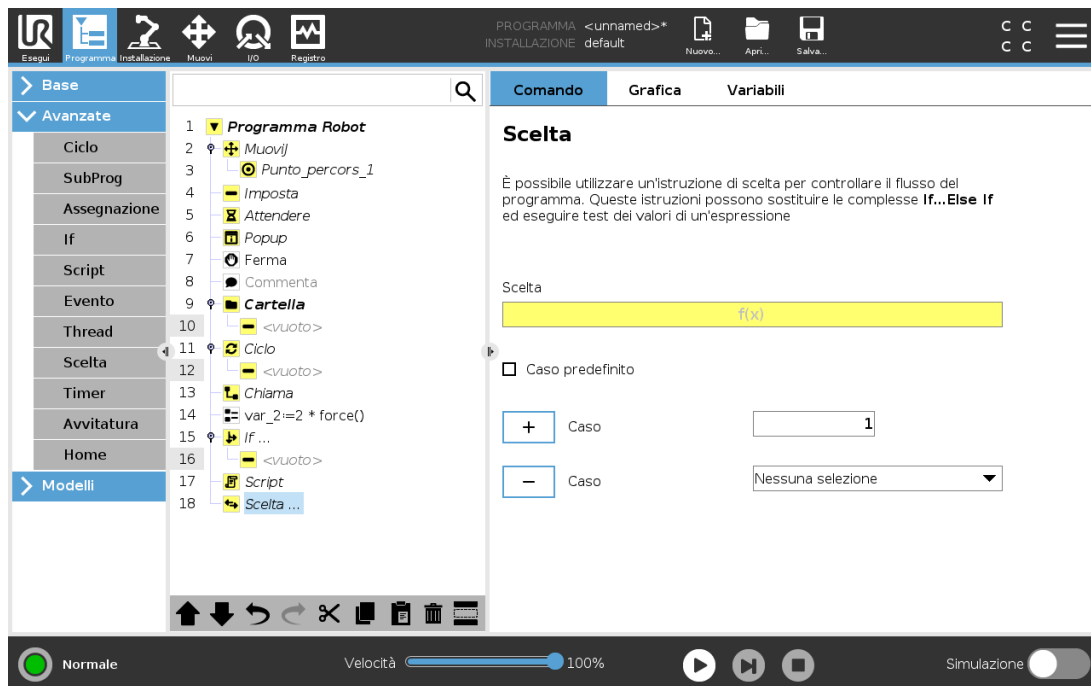 PROGRAMMA <unnamed>*
INSTALLAZIONE default
UR
Esegui
Programma
Installazione
Muovi
I/O
Registro
Nuovo...
Apri...
Salva...
C C
C C
Base
Avanzate
Ciclo
SubProg
Assegnazione
If
Script
Evento
Thread
Scelta
Timer
Avvitatura
Home
Modelli
1 Programma Robot
2 MuoviJ
3 Punto_percors_1
4 Imposta
5 Attendere
6 Popup
7 Ferma
8 Commenta
9 Cartella
10 <vuoto>
11 Ciclo
12 <vuoto>
13 Chiama
14 var_2:=2 * force()
15 If ...
16 <vuoto>
17 Script
18 Scelta ...
Comando
Grafica
Variabili
Scelta
È possibile utilizzare un'istruzione di scelta per controllare il flusso del
programma. Queste istruzioni possono sostituire le complesse If...Else If
ed eseguire test dei valori di un'espressione
Scelta
f(x)
Caso predefinito
+ Caso 1
− Caso Nessuna selezione
Normale
Velocità 100%
Simulazione